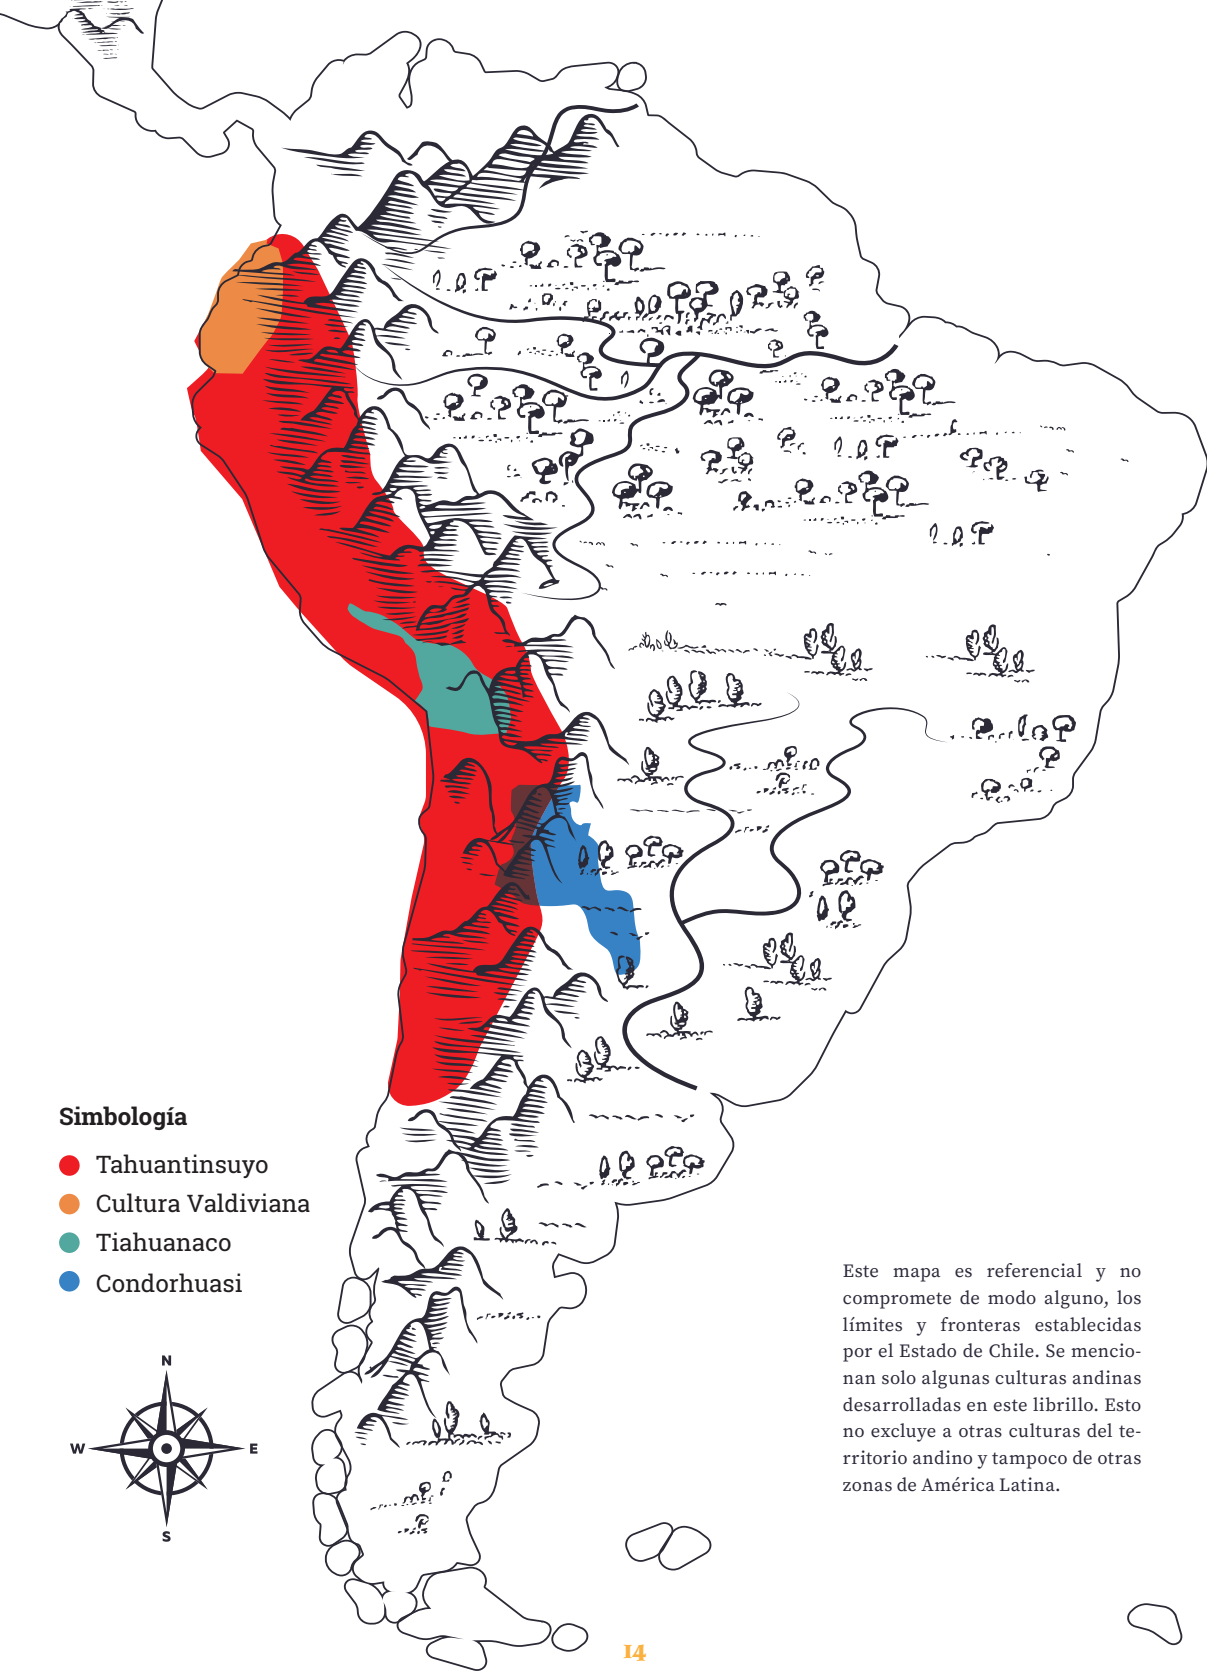 Simbología
Tahuantinsuyo
Cultura Valdiviana
Tiahuanaco
Condorhuasi
N
W
E
S
Este mapa es referencial y no
compromete de modo alguno, los
límites y fronteras establecidas
por el Estado de Chile. Se mencio-
nan solo algunas culturas andinas
desarrolladas en este librillo. Esto
no excluye a otras culturas del te-
rritorio andino y tampoco de otras
zonas de América Latina.
14